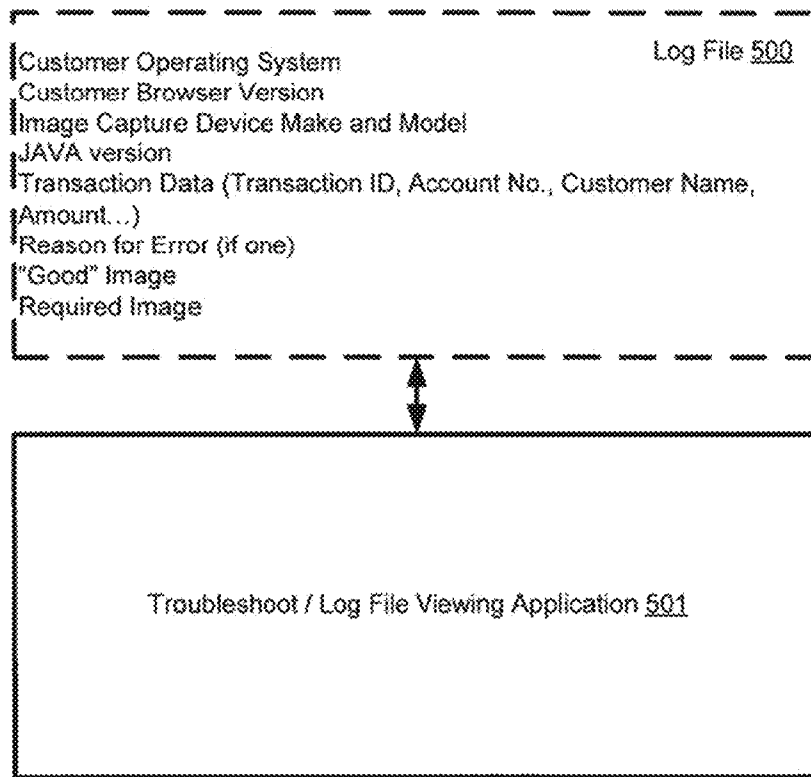 Log File 500
Customer Operating System
Customer Browser Version
Image Capture Device Make and Model
JAVA version
Transaction Data (Transaction ID, Account No., Customer Name,
Amount...)
Reason for Error (if one)
"Good" Image
Required Image
Troubleshoot / Log File Viewing Application 501